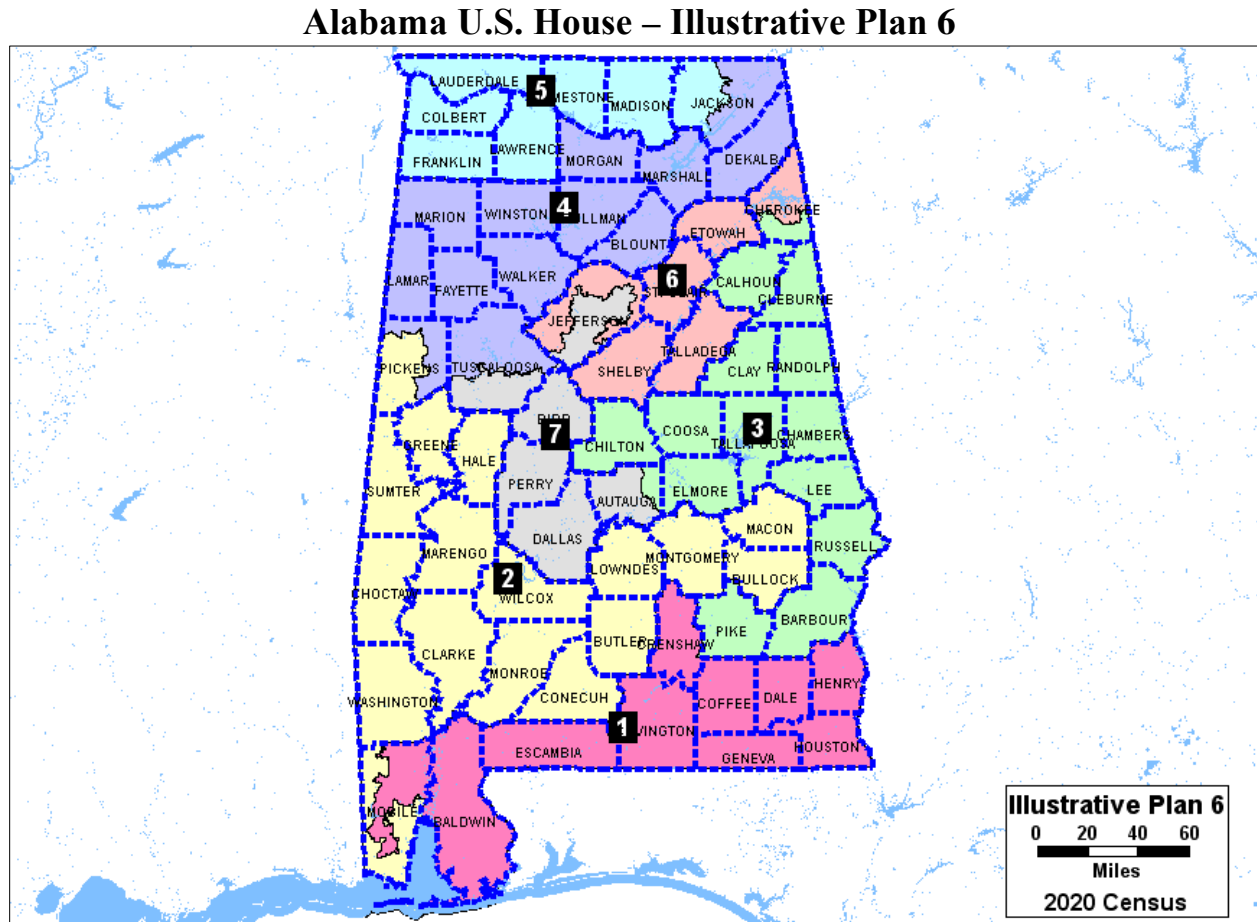 Alabama U.S. House – Illustrative Plan 6
LAUDERDALE
5
MESTONE
MADISON
JACKSON
COLBERT
LAWRENCE
FRANKLIN
MORGAN
MARSHALL
DEKALB
CHEROKEE
MARION
WINSTON
4
LLMAN
ETOWAH
BLOUNT
LAMAR
FAYETTE
WALKER
6
CALHOUN
CLEBURNE
JEFFERSON
PICKENS
TUSCALOOSA
SHELBY
TALLADEGA
CLAY
RANDOLPH
BIBB
7
CHILTON
COOSA
3
TALLAPOOSA
CHAMBERS
GREENE
HALE
SUMTER
PERRY
AUTAUGA
ELMORE
LEE
DALLAS
MACON
MARENGO
LOWNDES
MONTGOMERY
RUSSELL
BULLOCK
2
WILCOX
CHOCTAW
BUTLER
CRENSHAW
PIKE
BARBOUR
CLARKE
MONROE
CONECUH
WASHINGTON
COFFEE
DALE
HENRY
1
VINGTON
ESCAMBIA
GENEVA
HOUSTON
MOBILE
BALDWIN
Illustrative Plan 6
0 20 40 60
Miles
2020 Census